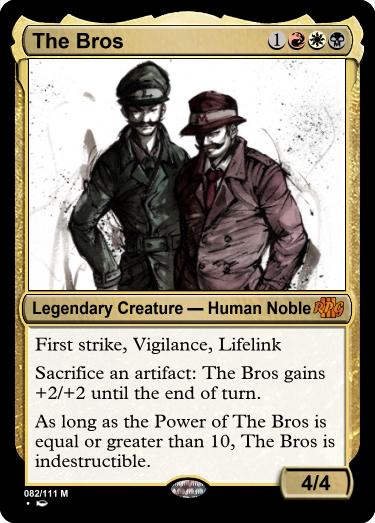 The Bros 1
Legendary Creature — Human Noble RPG
First strike, Vigilance, Lifelink
Sacrifice an artifact: The Bros gains
+2/+2 until the end of turn.
As long as the Power of The Bros is
equal or greater than 10, The Bros is
indestructible.
4/4
082/111 M